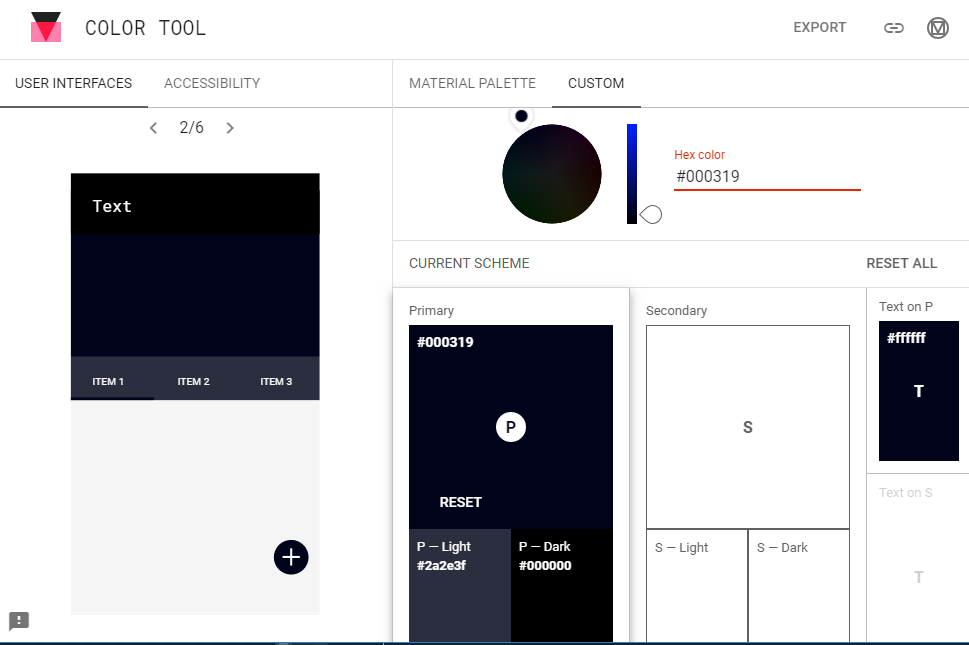 COLOR TOOL
EXPORT
USER INTERFACES
ACCESSIBILITY
MATERIAL PALETTE
CUSTOM
2/6
Text
ITEM 1
ITEM 2
ITEM 3
Hex color
#000319
CURRENT SCHEME
RESET ALL
Primary
#000319
P
RESET
P — Light
#2a2e3f
P — Dark
#000000
Secondary
S
S — Light
S — Dark
Text on P
#ffffff
T
Text on S
T